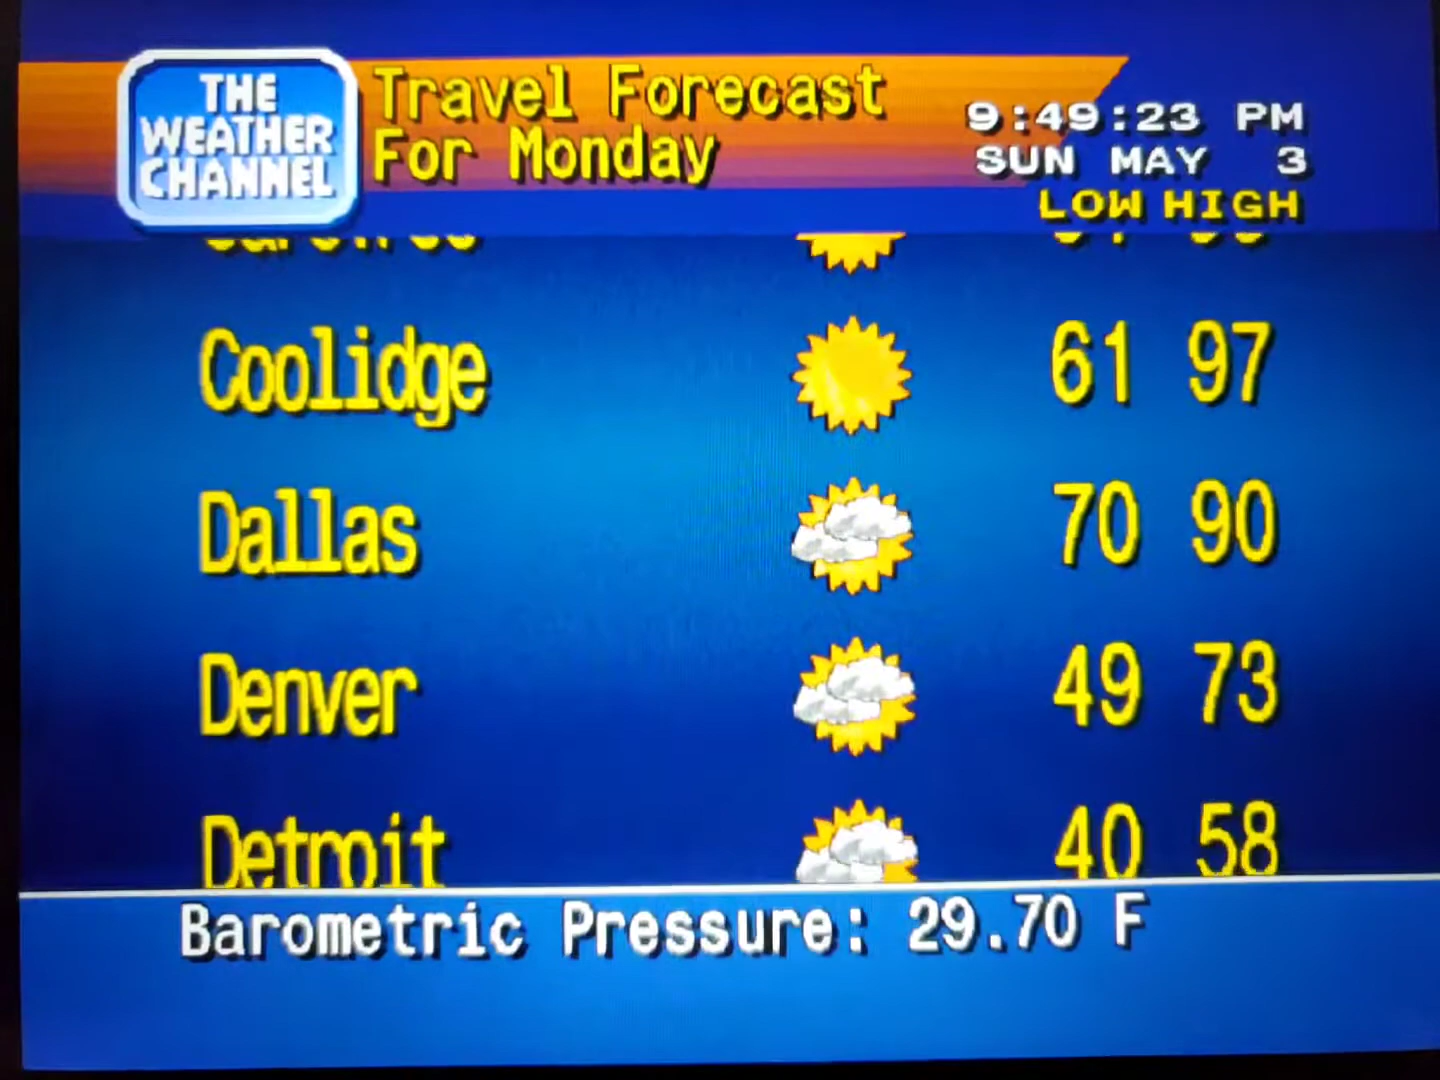 THE
WEATHER
CHANNEL
Travel Forecast
For Monday
9:49:23 PM
SUN MAY 3
LOW HIGH
Coolidge 61 97
Dallas 70 90
Denver 49 73
Detroit 40 58
Barometric Pressure: 29.70 F